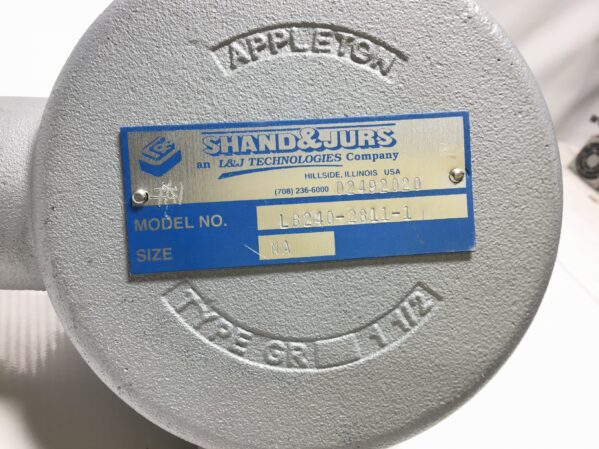 APPLETON
SHAND&JURS
an L&J TECHNOLOGIES Company
HILLSIDE, ILLINOIS USA
(708) 236-6000 02492020
MODEL NO. L8240-2811-1
SIZE NA
TYPE GR 1 1/2